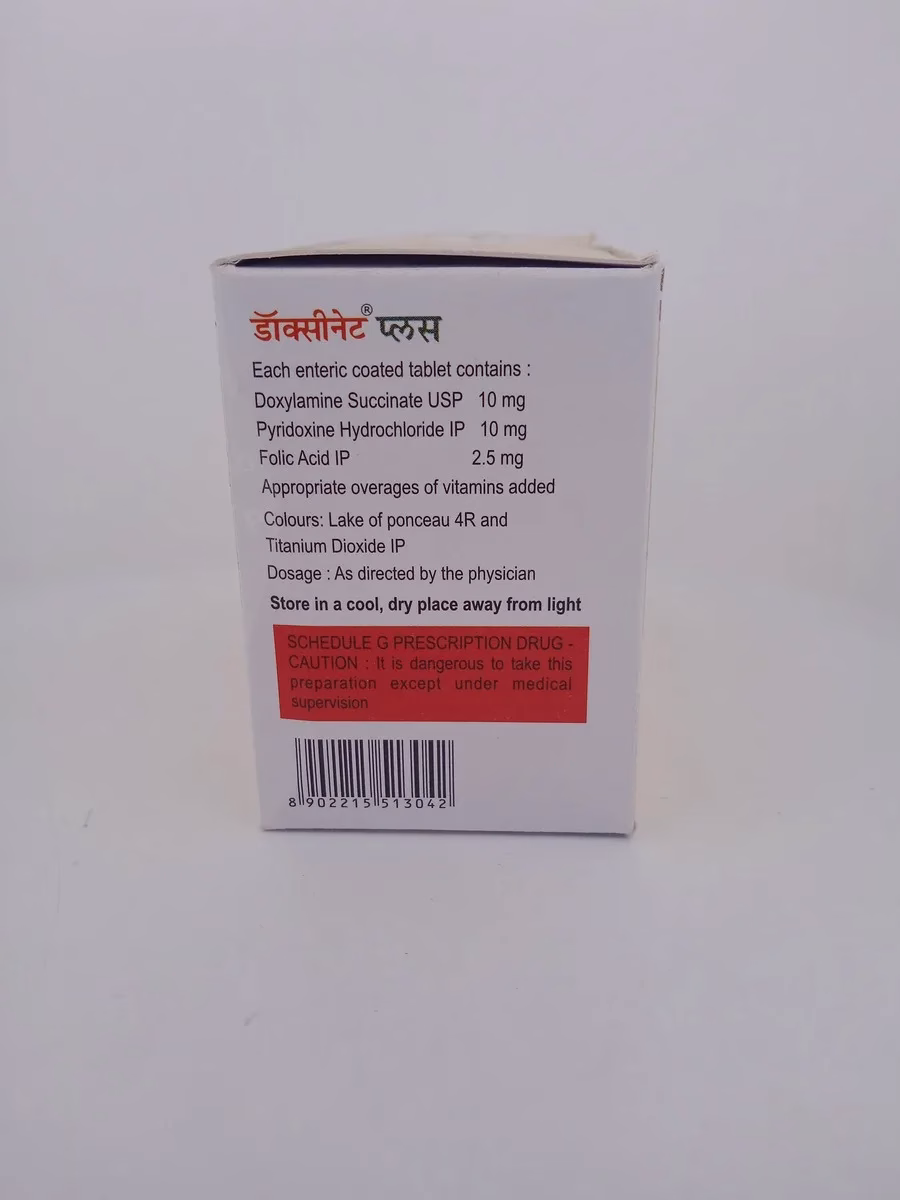 डॉक्सीनेट® प्लस
Each enteric coated tablet contains :
Doxylamine Succinate USP 10 mg
Pyridoxine Hydrochloride IP 10 mg
Folic Acid IP 2.5 mg
Appropriate overages of vitamins added
Colours: Lake of ponceau 4R and
Titanium Dioxide IP
Dosage : As directed by the physician
Store in a cool, dry place away from light
SCHEDULE G PRESCRIPTION DRUG -
CAUTION : It is dangerous to take this
preparation except under medical
supervision
8 902215 513042